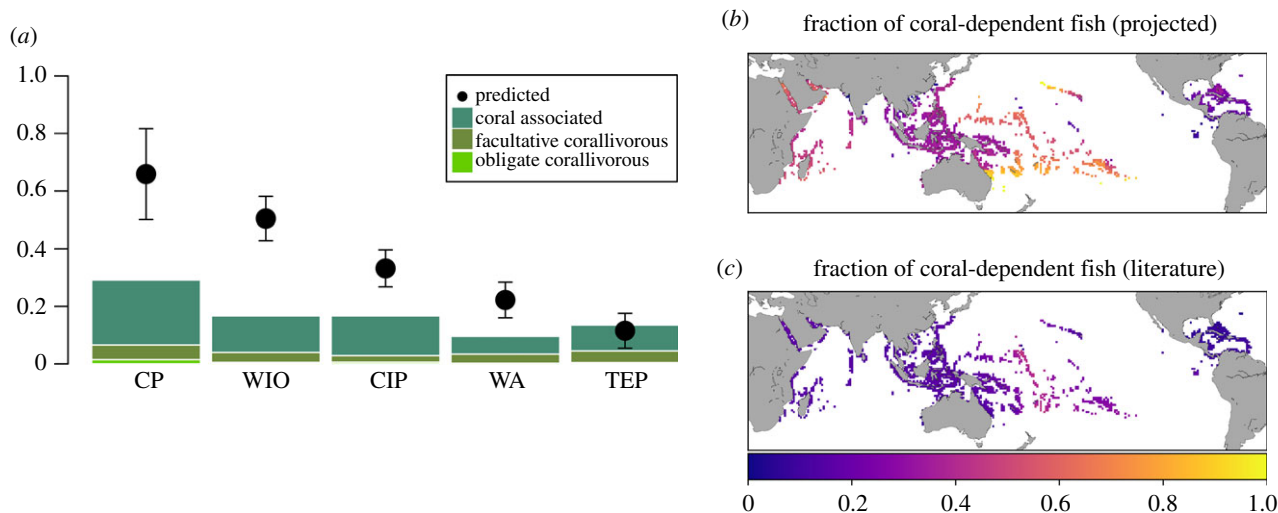 (a)
1.0
0.8
0.6
0.4
0.2
0
predicted
coral associated
facultative corallivorous
obligate corallivorous
CP WIO CIP WA TEP
(b) fraction of coral-dependent fish (projected)
(c) fraction of coral-dependent fish (literature)
0 0.2 0.4 0.6 0.8 1.0